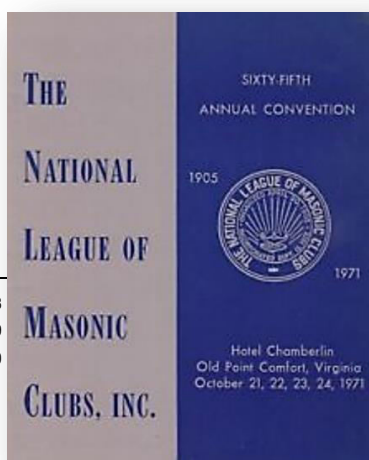 THE
NATIONAL
LEAGUE OF
MASONIC
CLUBS, INC.
SIXTY-FIFTH
ANNUAL CONVENTION
1905
THE NATIONAL LEAGUE OF MASONIC CLUBS
1971
Hotel Chamberlin
Old Point Comfort, Virginia
October 21, 22, 23, 24, 1971